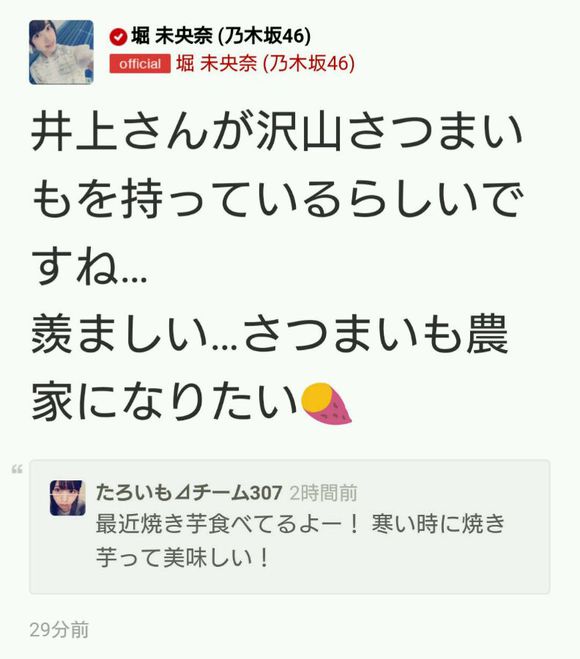 堀 未央奈 (乃木坂46)
official 堀 未央奈 (乃木坂46)
井上さんが沢山さつまい
もを持っているらしいで
すね...
羨ましい...さつまいも農
家になりたい🍠
たろいも⊿チーム307 2時間前
最近焼き芋食べてるよー！ 寒い時に焼き
芋って美味しい！
29分前